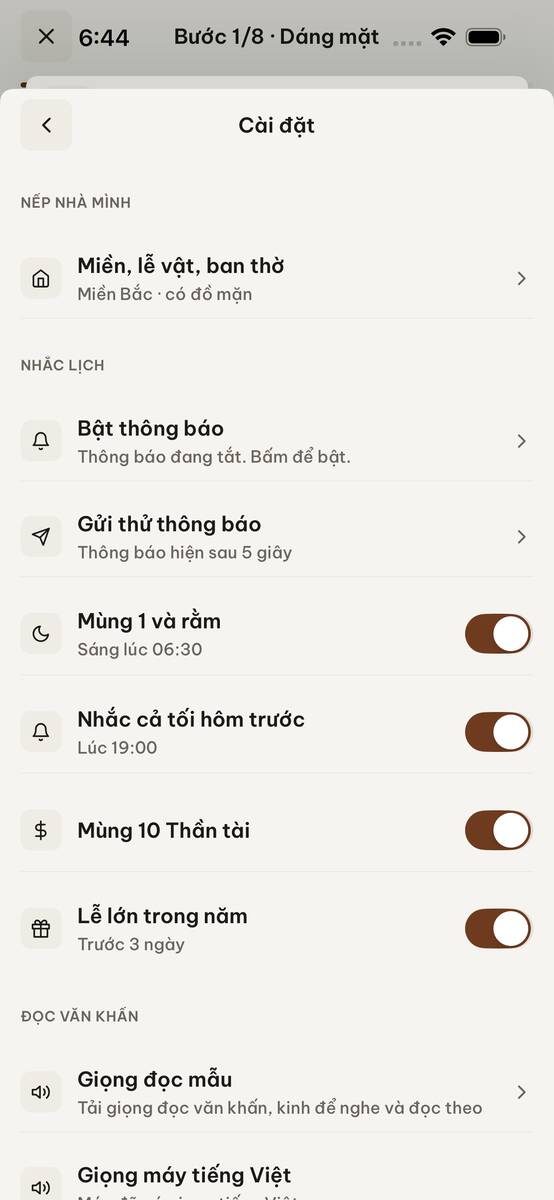 6:44
Bước 1/8 · Dáng mặt
Cài đặt
NẾP NHÀ MÌNH
Miền, lễ vật, ban thờ
Miền Bắc · có đồ mặn
NHẮC LỊCH
Bật thông báo
Thông báo đang tắt. Bấm để bật.
Gửi thử thông báo
Thông báo hiện sau 5 giây
Mùng 1 và rằm
Sáng lúc 06:30
Nhắc cả tối hôm trước
Lúc 19:00
Mùng 10 Thần tài
Lễ lớn trong năm
Trước 3 ngày
ĐỌC VĂN KHẤN
Giọng đọc mẫu
Tải giọng đọc văn khấn, kinh để nghe và đọc theo
Giọng máy tiếng Việt